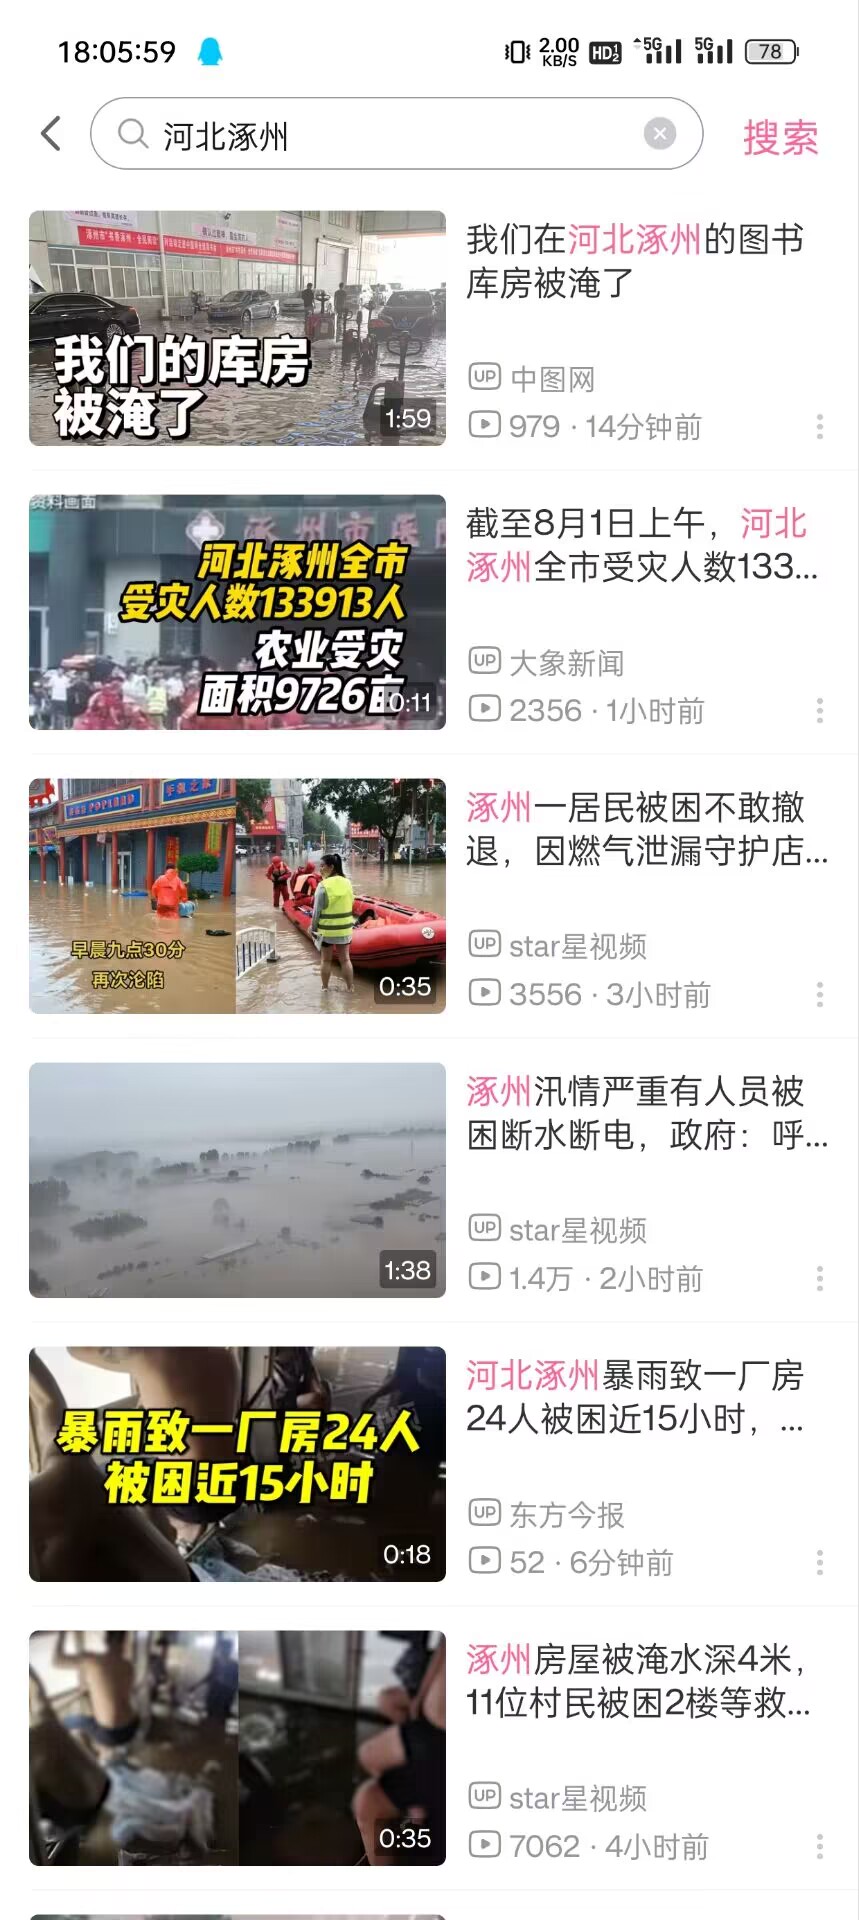 18:05:59
2.00
KB/S
HD
5G
5G
78
河北涿州
搜索
我们的库房
被淹了
1:59
我们在河北涿州的图书
库房被淹了
UP 中图网
979 · 14分钟前
资料画面
河北涿州全市
受灾人数133913人
农业受灾
面积9726亩
0:11
截至8月1日上午，河北
涿州全市受灾人数133...
UP 大象新闻
2356 · 1小时前
早晨九点30分
再次沦陷
0:35
涿州一居民被困不敢撤
退，因燃气泄漏守护店...
UP star星视频
3556 · 3小时前
1:38
涿州汛情严重有人员被
困断水断电，政府：呼...
UP star星视频
1.4万 · 2小时前
暴雨致一厂房24人
被困近15小时
0:18
河北涿州暴雨致一厂房
24人被困近15小时，...
UP 东方今报
52 · 6分钟前
0:35
涿州房屋被淹水深4米，
11位村民被困2楼等救...
UP star星视频
7062 · 4小时前